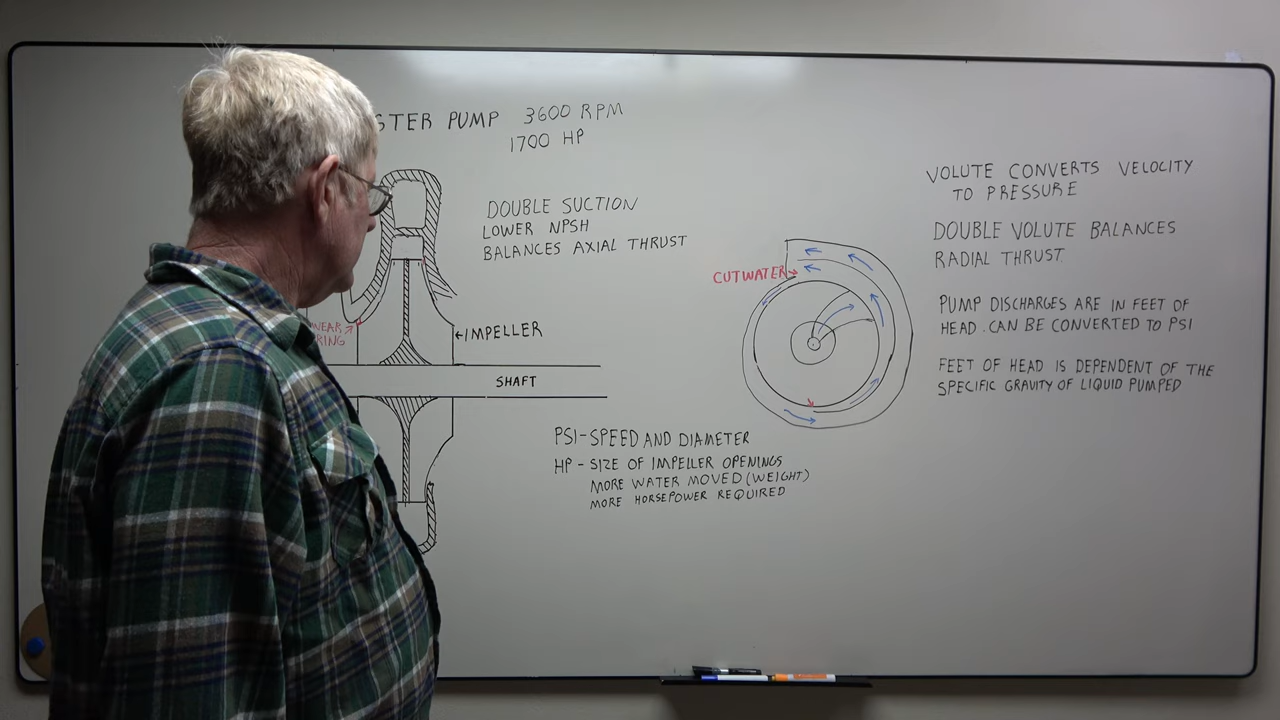 STER PUMP 3600 RPM
1700 HP
DOUBLE SUCTION
LOWER NPSH
BALANCES AXIAL THRUST
WEAR
RING
IMPELLER
SHAFT
PSI-SPEED AND DIAMETER
HP - SIZE OF IMPELLER OPENINGS
MORE WATER MOVED (WEIGHT)
MORE HORSEPOWER REQUIRED
CUTWATER
VOLUTE CONVERTS VELOCITY
TO PRESSURE
DOUBLE VOLUTE BALANCES
RADIAL THRUST
PUMP DISCHARGES ARE IN FEET OF
HEAD. CAN BE CONVERTED TO PSI
FEET OF HEAD IS DEPENDENT OF THE
SPECIFIC GRAVITY OF LIQUID PUMPED